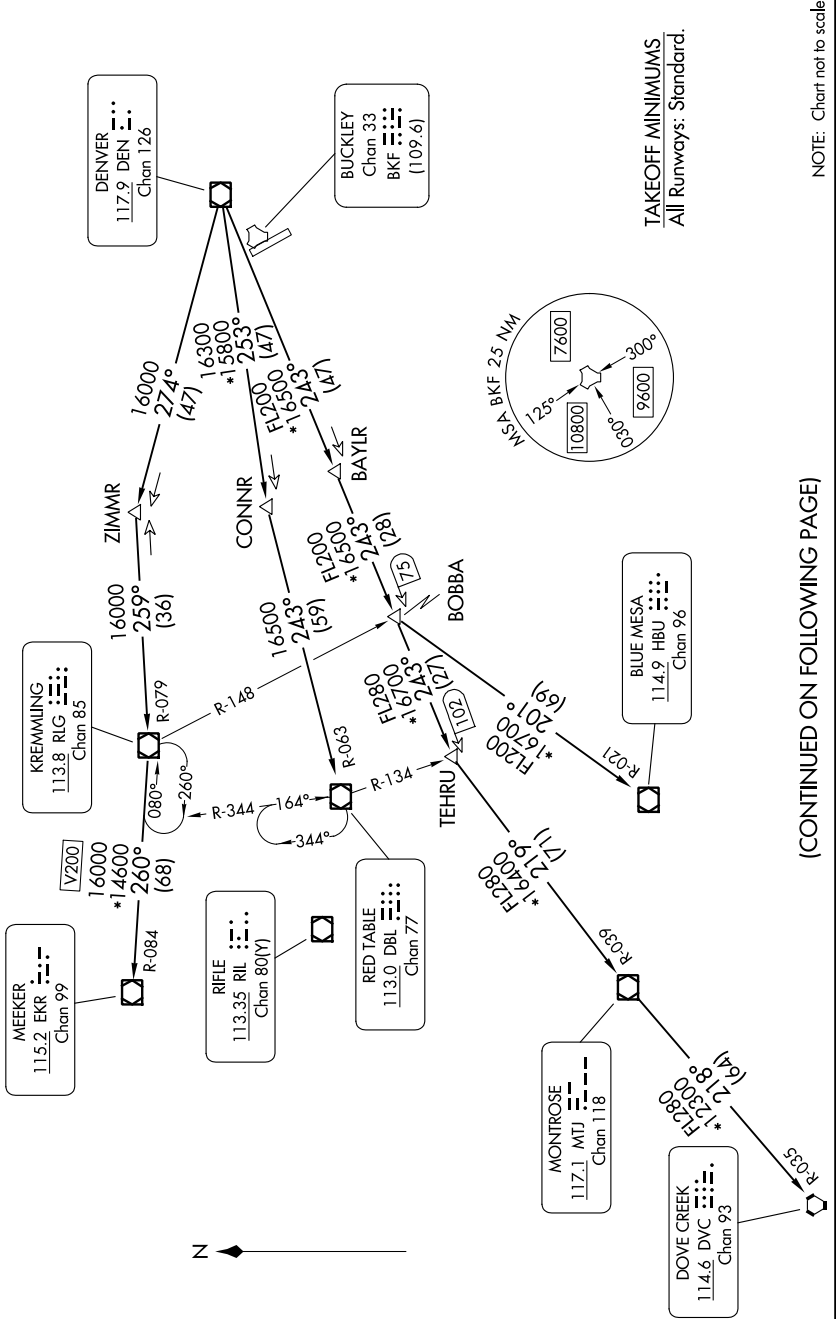 DENVER
117.9 DEN
Chan 126
BUCKLEY
Chan 33
BKF
(109.6)
TAKEOFF MINIMUMS
All Runways: Standard.
NOTE: Chart not to scale
MSA BKF 25 NM
125°
7600
300°
10800
9600
030°
16000
274°
(47)
16300
*15800
253°
(47)
FL200
*16500
243°
(47)
ZIMMR
CONNR
BAYLR
16000
259°
(36)
16500
243°
(59)
FL200
*16500
243°
(28)
75
BOBBA
KREMMLING
113.8 RLG
Chan 85
R-079
R-148
080°
260°
R-063
R-344
164°
344°
R-134
FL280
*16700
243°
(27)
102
TEHRU
FL200
*16700
201°
(69)
R-021
BLUE MESA
114.9 HBU
Chan 96
V200
16000
*14600
260°
(68)
R-084
MEEKER
115.2 EKR
Chan 99
RIFLE
113.35 RIL
Chan 80(Y)
RED TABLE
113.0 DBL
Chan 77
FL280
*16400
219°
(71)
R-039
MONTROSE
117.1 MTJ
Chan 118
FL280
*12300
218°
(64)
R-035
DOVE CREEK
114.6 DVC
Chan 93
N
(CONTINUED ON FOLLOWING PAGE)